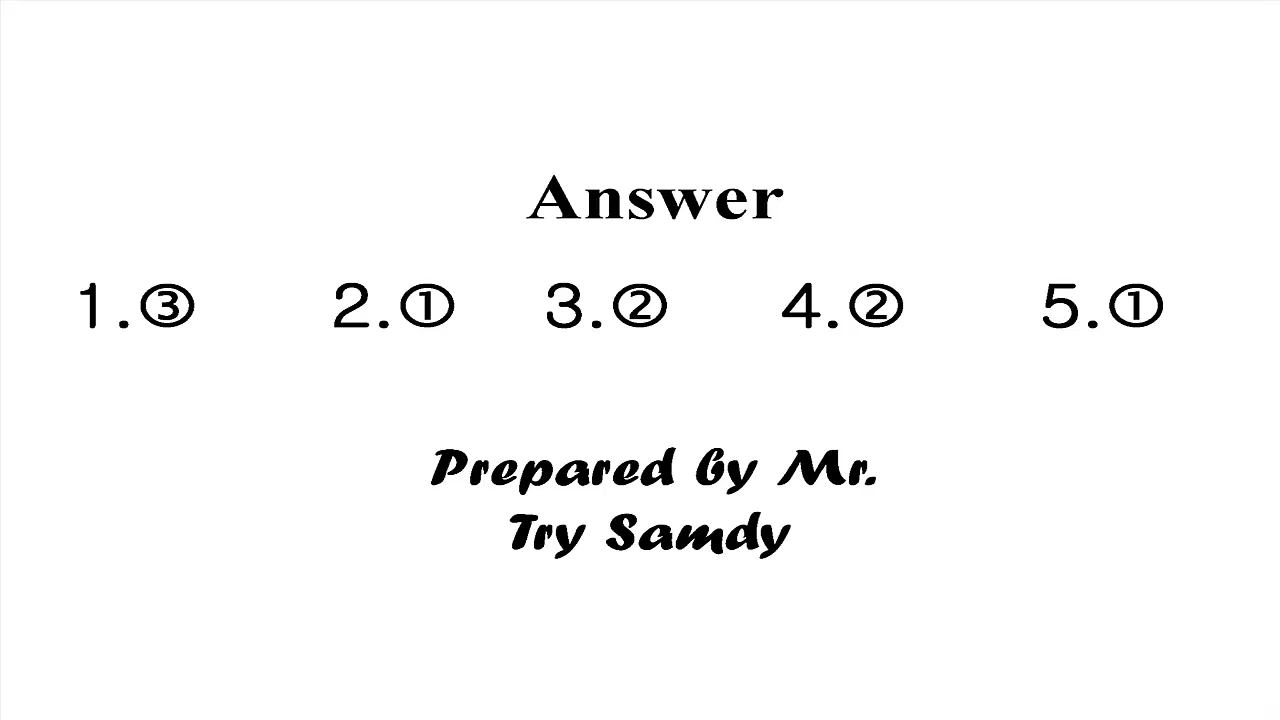 Answer
1.③ 2.① 3.② 4.② 5.①
Prepared by Mr.
Try Samdy